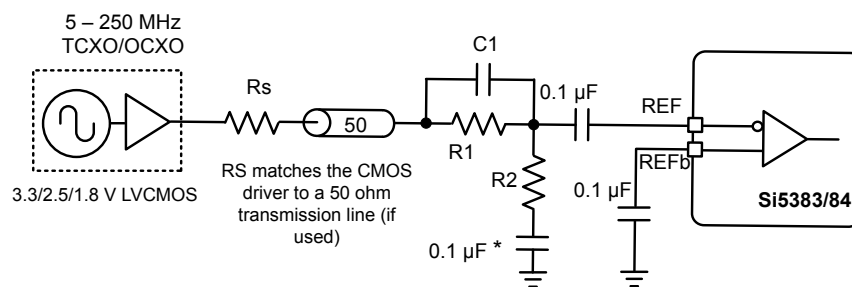 5 – 250 MHz
TCXO/OCXO
3.3/2.5/1.8 V LVCMOS
Rs
50
RS matches the CMOS
driver to a 50 ohm
transmission line (if
used)
C1
R1
R2
0.1 µF *
0.1 µF
REF
REFb
0.1 µF
Si5383/84